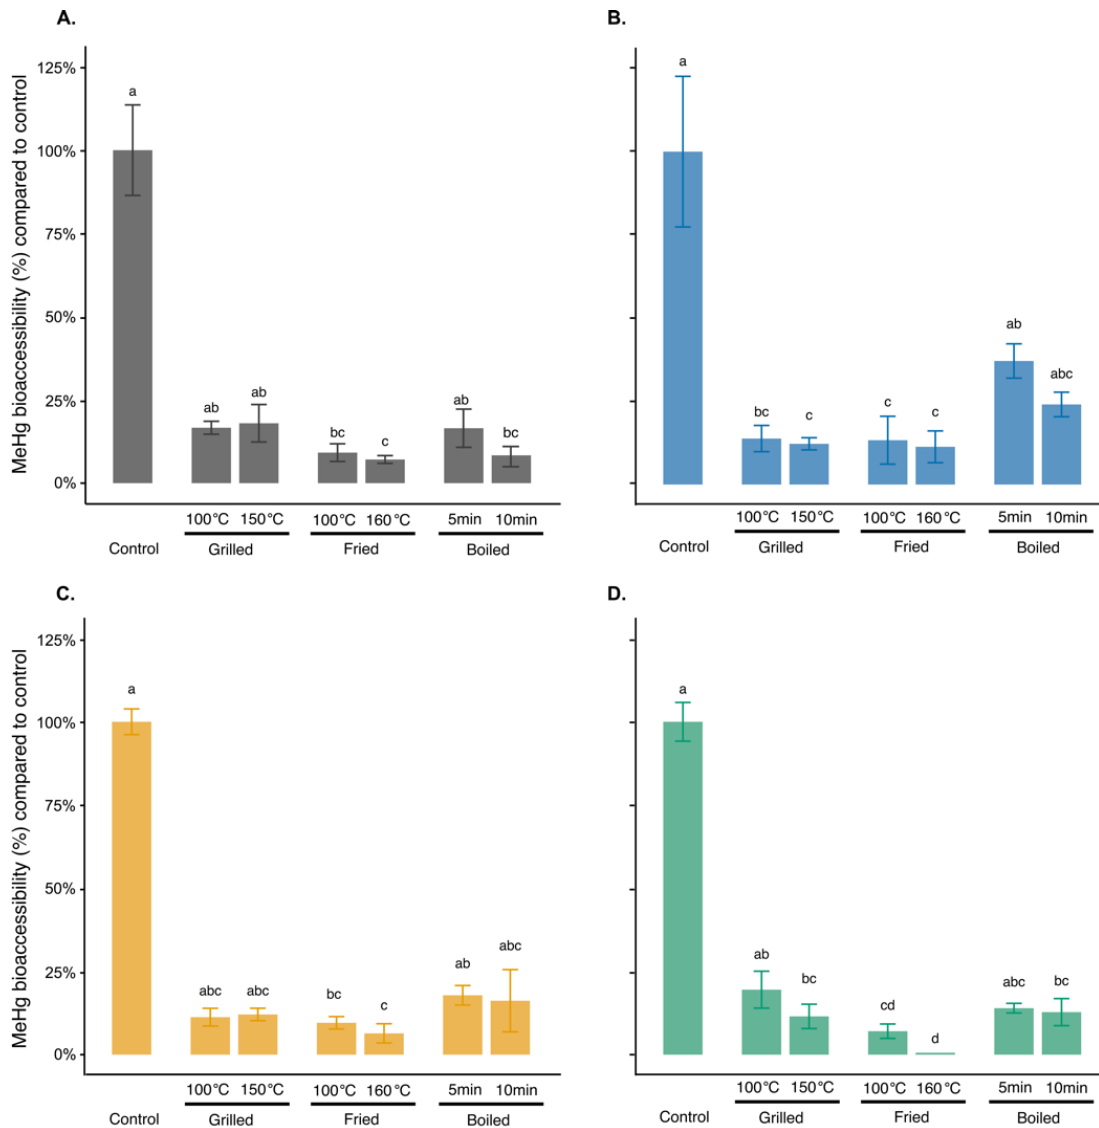 A.
MeHg bioaccessibility (%) compared to control
125%
100%
75%
50%
25%
0%
a
ab
ab
bc
c
ab
bc
100°C 150°C 100°C 160°C 5min 10min
Control Grilled Fried Boiled
B.
a
bc
c
c
c
ab
abc
100°C 150°C 100°C 160°C 5min 10min
Control Grilled Fried Boiled
C.
MeHg bioaccessibility (%) compared to control
125%
100%
75%
50%
25%
0%
a
abc
abc
bc
c
ab
abc
100°C 150°C 100°C 160°C 5min 10min
Control Grilled Fried Boiled
D.
a
ab
bc
cd
d
abc
bc
100°C 150°C 100°C 160°C 5min 10min
Control Grilled Fried Boiled